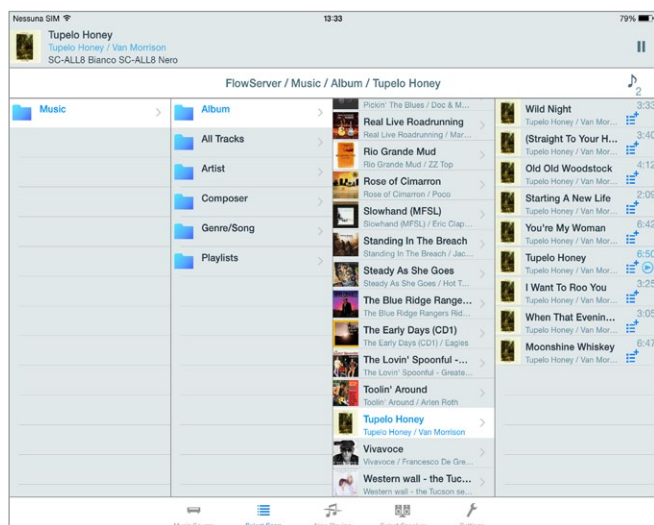 Nessuna SIM
13:33
79%
Tupelo Honey
Tupelo Honey / Van Morrison
SC-ALL8 Bianco SC-ALL8 Nero
FlowServer / Music / Album / Tupelo Honey
2
Music
Album
All Tracks
Artist
Composer
Genre/Song
Playlists
Pickin' The Blues / Doc & M...
Real Live Roadrunning
Real Live Roadrunning / Mar...
Rio Grande Mud
Rio Grande Mud / ZZ Top
Rose of Cimarron
Rose of Cimarron / Poco
Slowhand (MFSL)
Slowhand (MFSL) / Eric Clap...
Standing In The Breach
Standing In The Breach / Jac...
Steady As She Goes
Steady As She Goes / Hot T...
The Blue Ridge Range...
The Blue Ridge Rangers Rid...
The Early Days (CD1)
The Early Days (CD1) / Eagles
The Lovin' Spoonful -...
The Lovin' Spoonful - Greate...
Toolin' Around
Toolin' Around / Arlen Roth
Tupelo Honey
Tupelo Honey / Van Morrison
Vivavoce
Vivavoce / Francesco De Gre...
Western wall - the Tuc...
Western wall - the Tucson se...
Wild Night 3:33
Tupelo Honey / Van Mor...
(Straight To Your H... 3:40
Tupelo Honey / Van Mor...
Old Old Woodstock 4:12
Tupelo Honey / Van Mor...
Starting A New Life 2:09
Tupelo Honey / Van Mor...
You're My Woman 6:42
Tupelo Honey / Van Mor...
Tupelo Honey 6:50
Tupelo Honey / Van Mor...
I Want To Roo You 3:25
Tupelo Honey / Van Mor...
When That Evenin... 3:05
Tupelo Honey / Van Mor...
Moonshine Whiskey 6:47
Tupelo Honey / Van Mor...